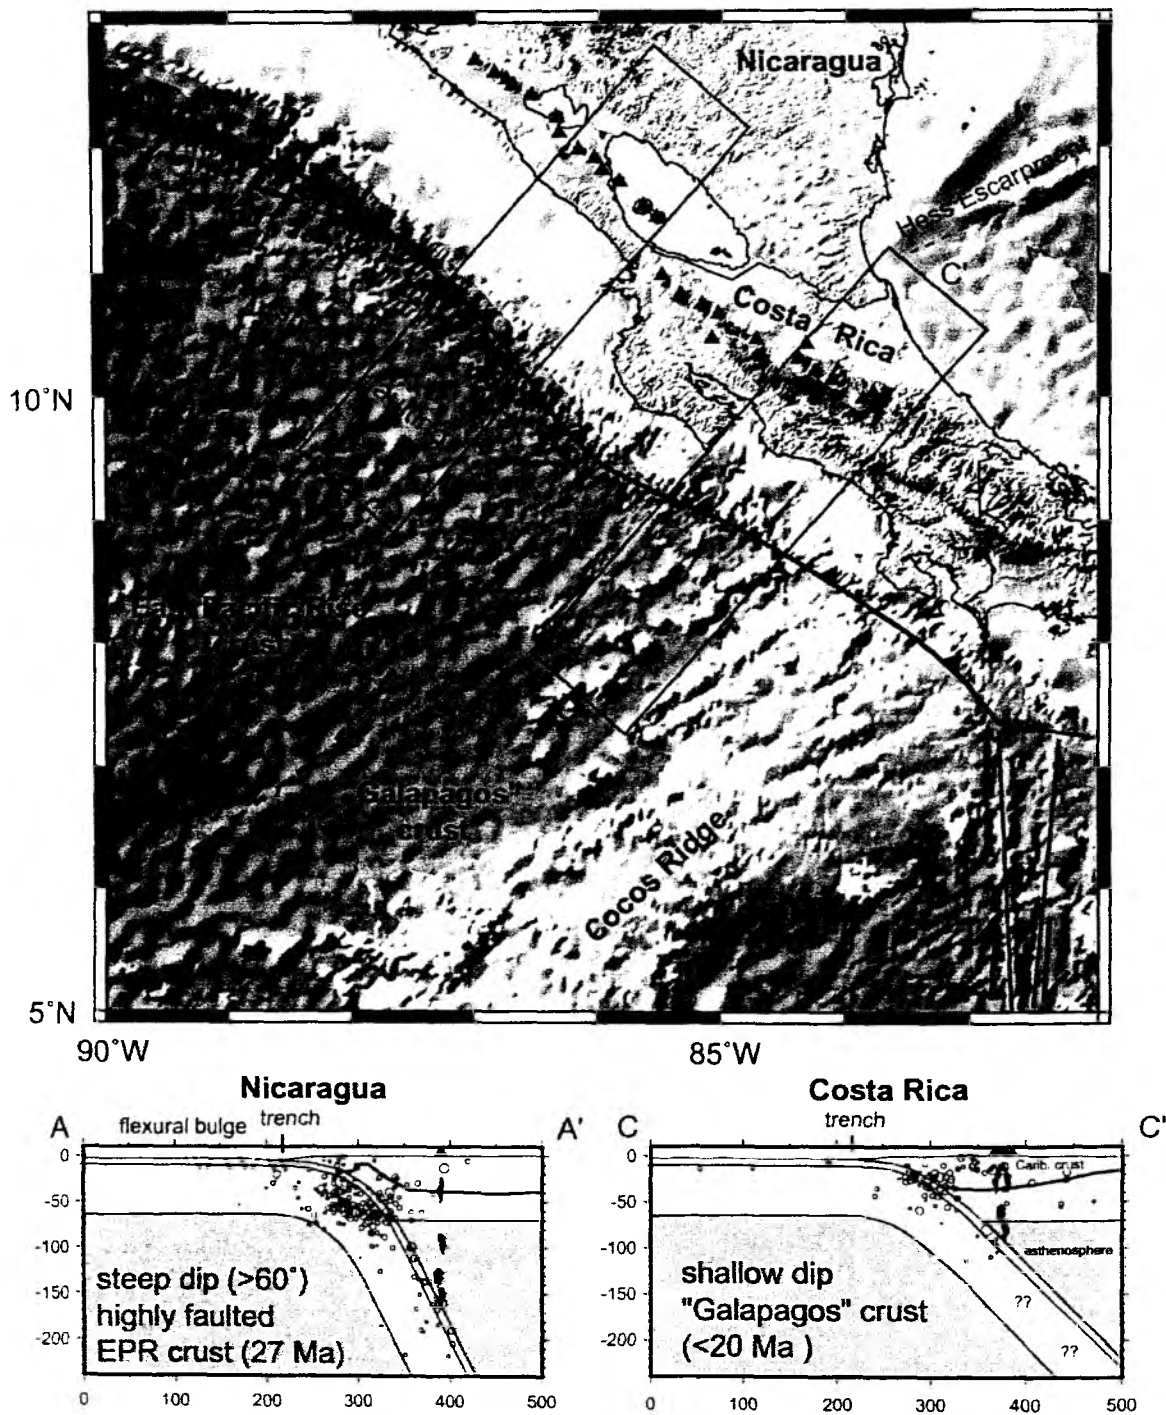 Nicaragua
Hess Escarpment
C'
Costa Rica
10°N
Galapagos
crust
Cocos Ridge
5°N
90°W
85°W
Nicaragua
A
flexural bulge
trench
A'
0
-50
-100
-150
-200
steep dip (>60°)
highly faulted
EPR crust (27 Ma)
0
100
200
300
400
500
Costa Rica
C
trench
C'
0
-50
-100
-150
-200
Carib. crust
asthenosphere
??
??
shallow dip
"Galapagos" crust
(<20 Ma )
0
100
200
300
400
500